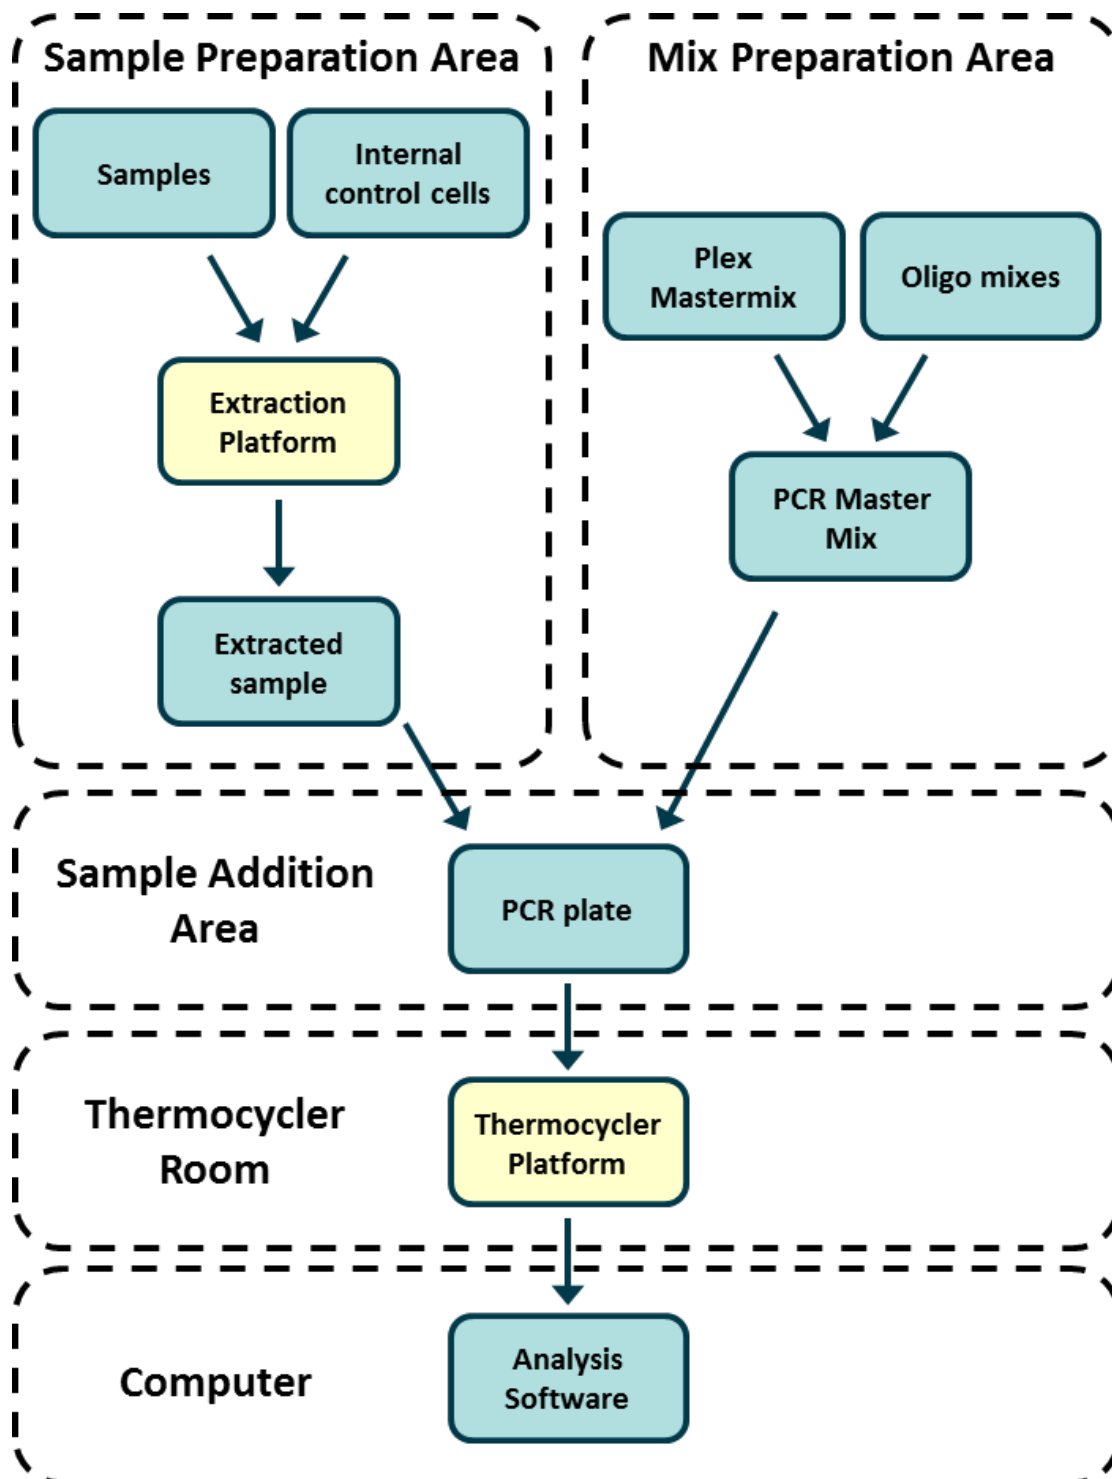 Sample Preparation Area
Mix Preparation Area
Samples
Internal
control cells
Plex
Mastermix
Oligo mixes
Extraction
Platform
PCR Master
Mix
Extracted
sample
Sample Addition
Area
PCR plate
Thermocycler
Room
Thermocycler
Platform
Computer
Analysis
Software